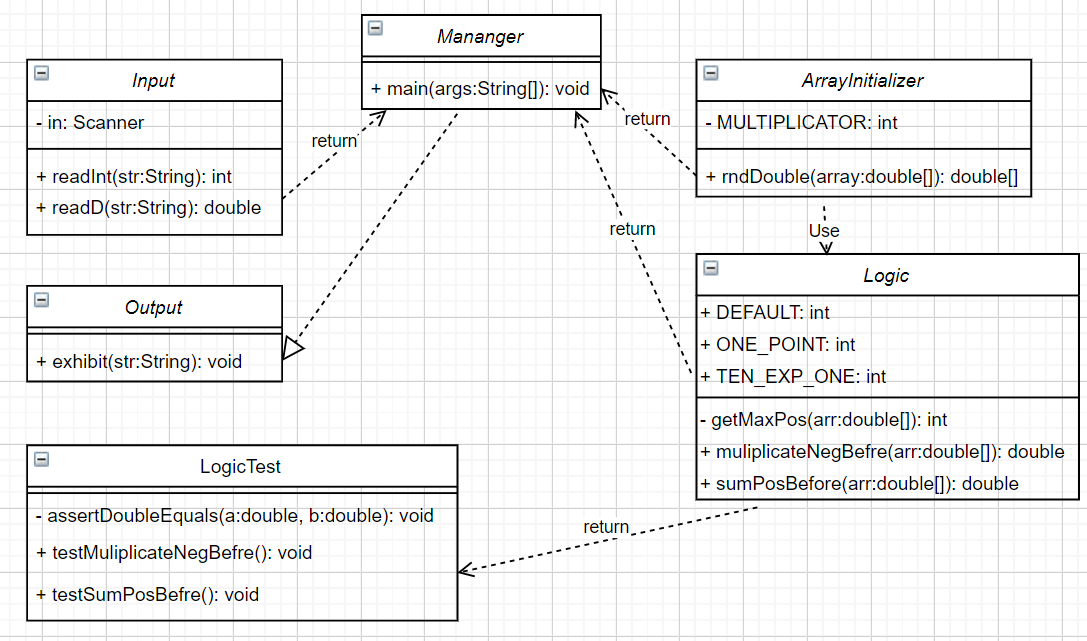 Mananger
+ main(args:String[]): void
Input
- in: Scanner
+ readInt(str:String): int
+ readD(str:String): double
return
return
ArrayInitializer
- MULTIPLICATOR: int
+ rndDouble(array:double[]): double[]
return
Use
Output
+ exhibit(str:String): void
Logic
+ DEFAULT: int
+ ONE_POINT: int
+ TEN_EXP_ONE: int
- getMaxPos(arr:double[]): int
+ muliplicateNegBefre(arr:double[]): double
+ sumPosBefore(arr:double[]): double
return
LogicTest
- assertDoubleEquals(a:double, b:double): void
+ testMuliplicateNegBefre(): void
+ testSumPosBefre(): void